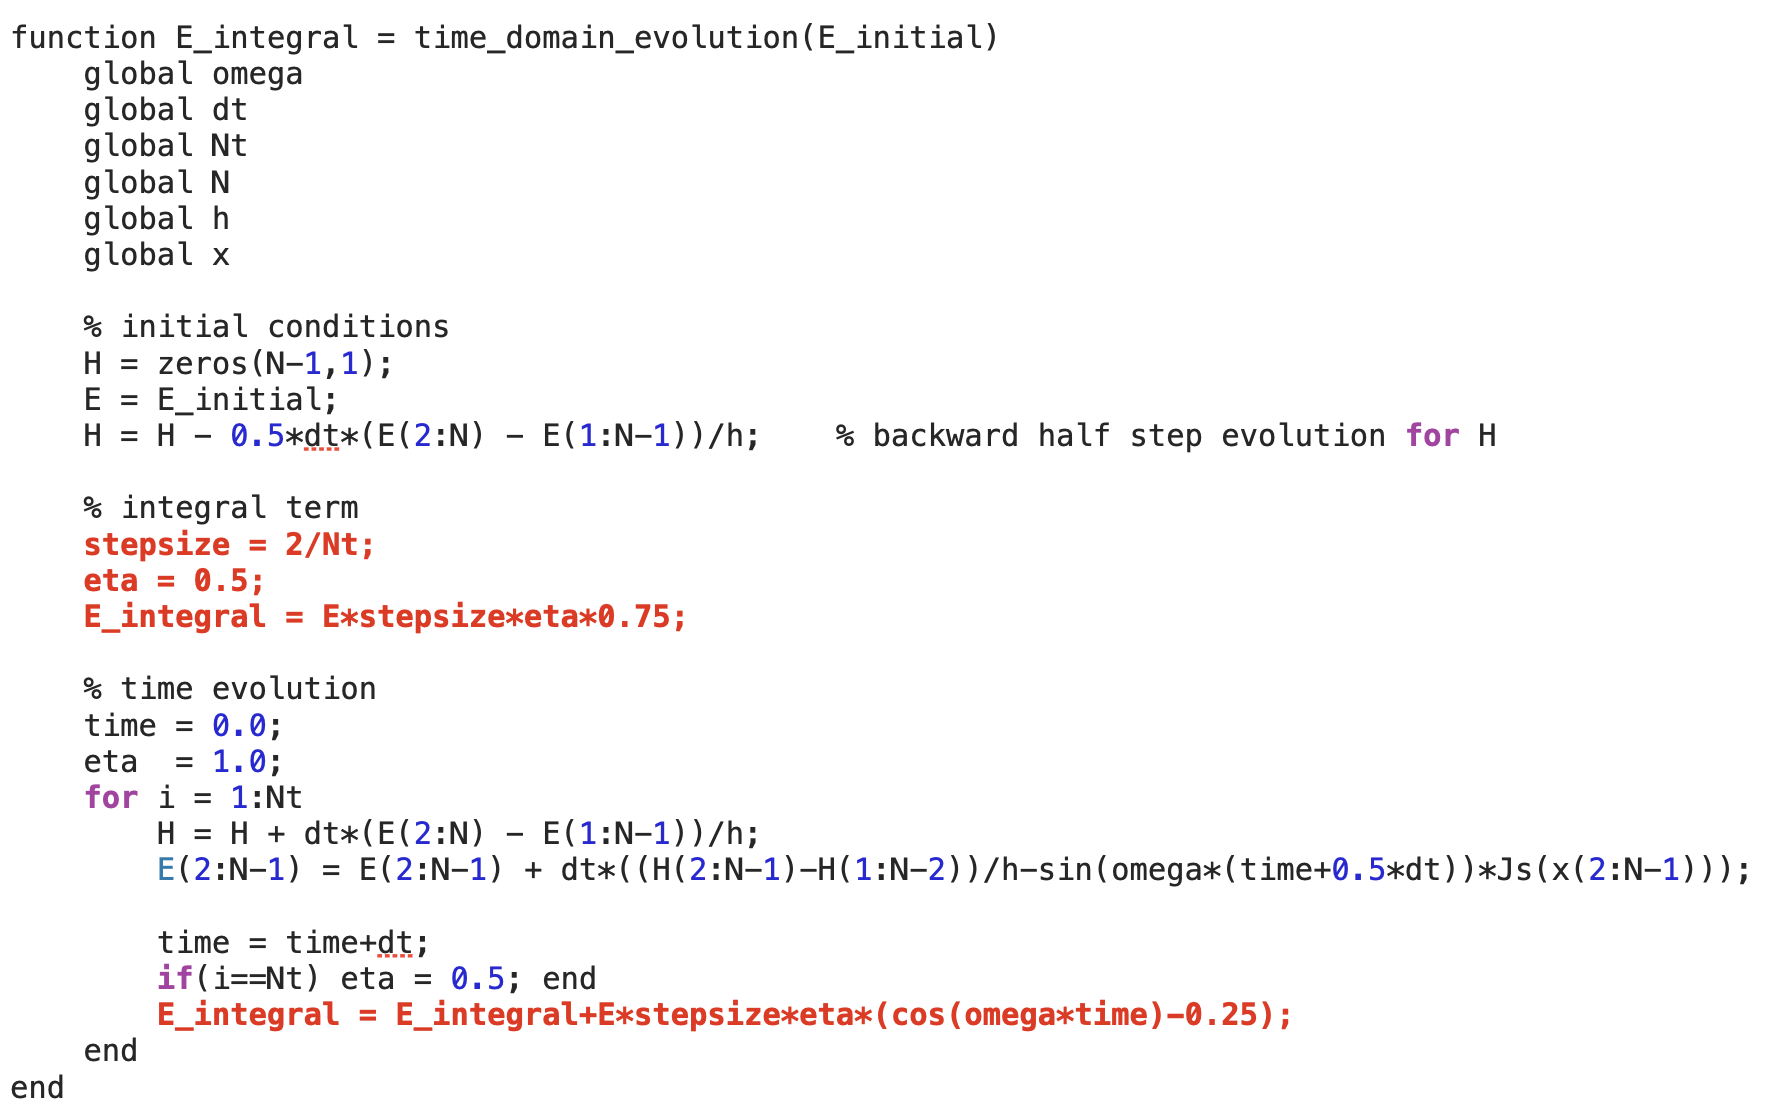 function E_integral = time_domain_evolution(E_initial)
    global omega
    global dt
    global Nt
    global N
    global h
    global x

    % initial conditions
    H = zeros(N-1,1);
    E = E_initial;
    H = H - 0.5*dt*(E(2:N) - E(1:N-1))/h;    % backward half step evolution for H

    % integral term
    stepsize = 2/Nt;
    eta = 0.5;
    E_integral = E*stepsize*eta*0.75;

    % time evolution
    time = 0.0;
    eta  = 1.0;
    for i = 1:Nt
        H = H + dt*(E(2:N) - E(1:N-1))/h;
        E(2:N-1) = E(2:N-1) + dt*((H(2:N-1)-H(1:N-2))/h-sin(omega*(time+0.5*dt))*Js(x(2:N-1)));

        time = time+dt;
        if(i==Nt) eta = 0.5; end
        E_integral = E_integral+E*stepsize*eta*(cos(omega*time)-0.25);
    end
end